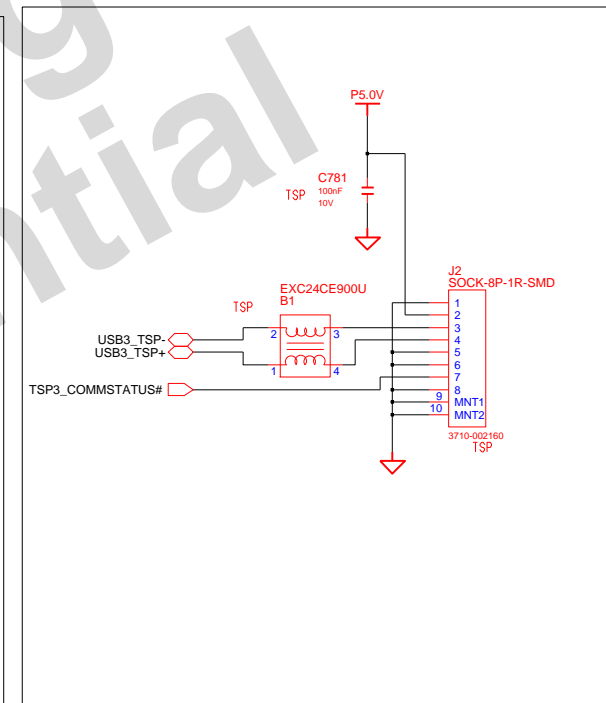 P5.0V
C781
100nF
10V
TSP
J2
SOCK-8P-1R-SMD
EXC24CE900U
B1
TSP
1
2
2 3 3
USB3_TSP- 4
USB3_TSP+ 5
1 4 6
TSP3_COMMSTATUS# 7
8
9 MNT1
10 MNT2
3710-002160
TSP